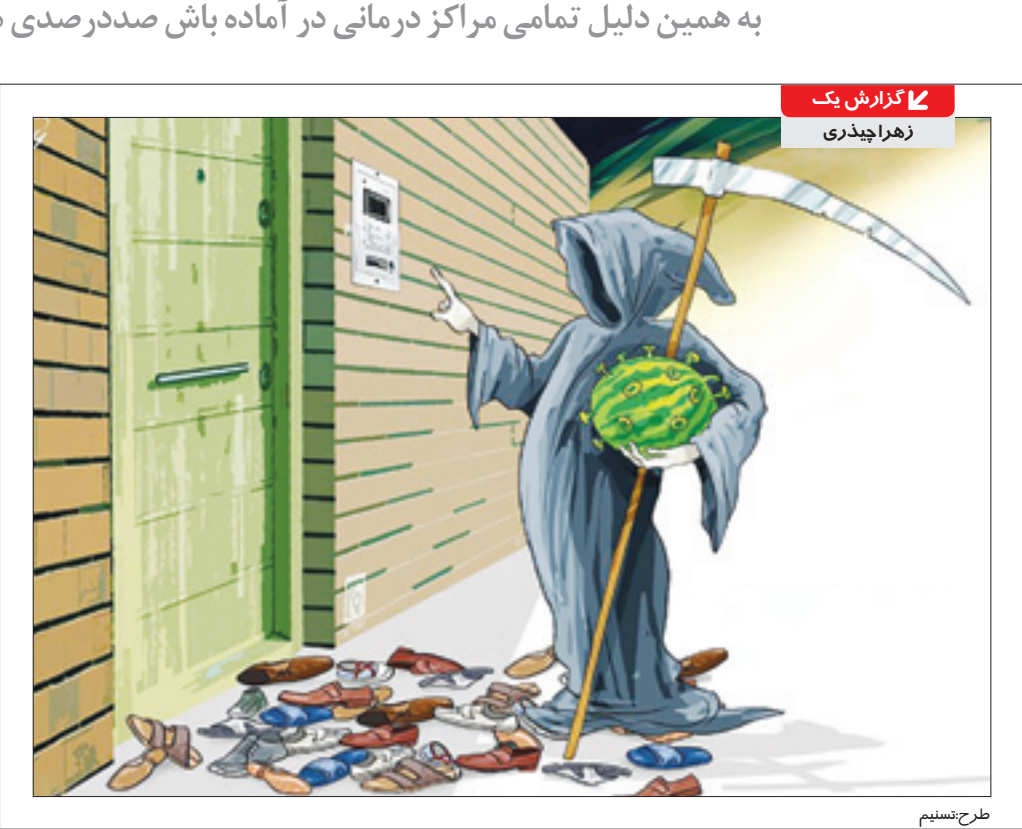 به همین دلیل تمامی مراکز درمانی در آماده باش صددرصدی
گزارش یک
زهرا چیذری
طرح:تسنیم